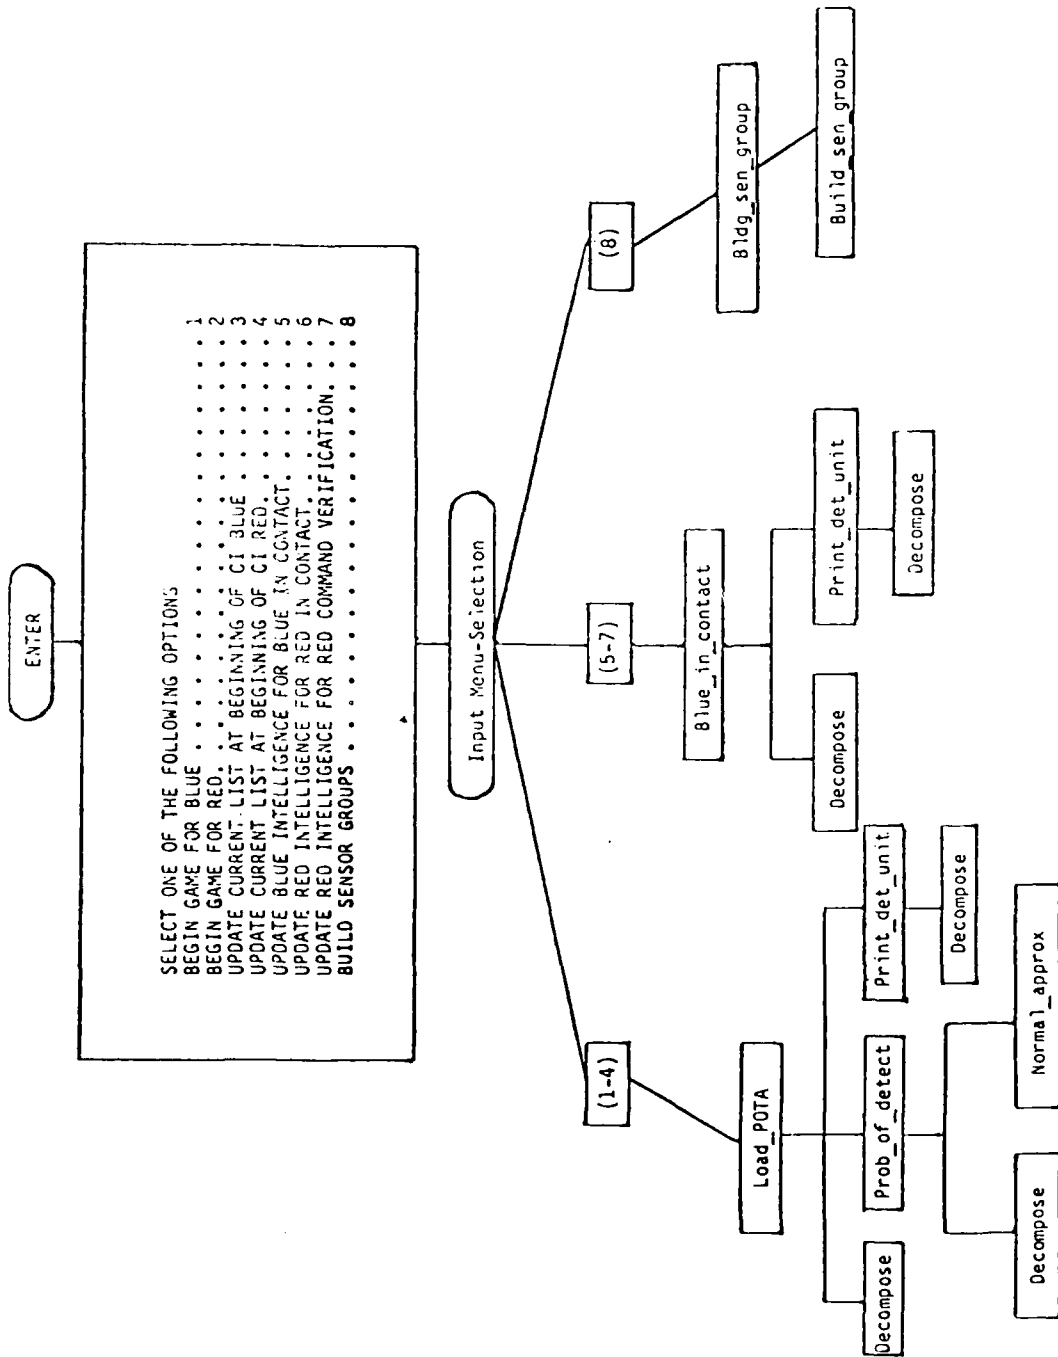 ENTER
SELECT ONE OF THE FOLLOWING OPTIONS
BEGIN GAME FOR BLUE . . . . . . . . . . . . . . . . . 1
BEGIN GAME FOR RED. . . . . . . . . . . . . . . . . . 2
UPDATE CURRENT LIST AT BEGINNING OF CI BLUE . . . . . . . 3
UPDATE CURRENT LIST AT BEGINNING OF CI RED. . . . . . . . 4
UPDATE BLUE INTELLIGENCE FOR BLUE IN CONTACT. . . . . . . 5
UPDATE RED INTELLIGENCE FOR RED IN CONTACT. . . . . . . . 6
UPDATE RED INTELLIGENCE FOR RED COMMAND VERIFICATION. . . 7
BUILD SENSOR GROUPS . . . . . . . . . . . . . . . . . 8
Input Menu-Selection
(1-4)
(5-7)
(8)
Load_POTA
Blue_in_contact
Bldg_sen_group
Decompose
Prob_of_detect
Print_det_unit
Decompose
Print_det_unit
Build_sen_group
Decompose
Decompose
Decompose
Normal_approx